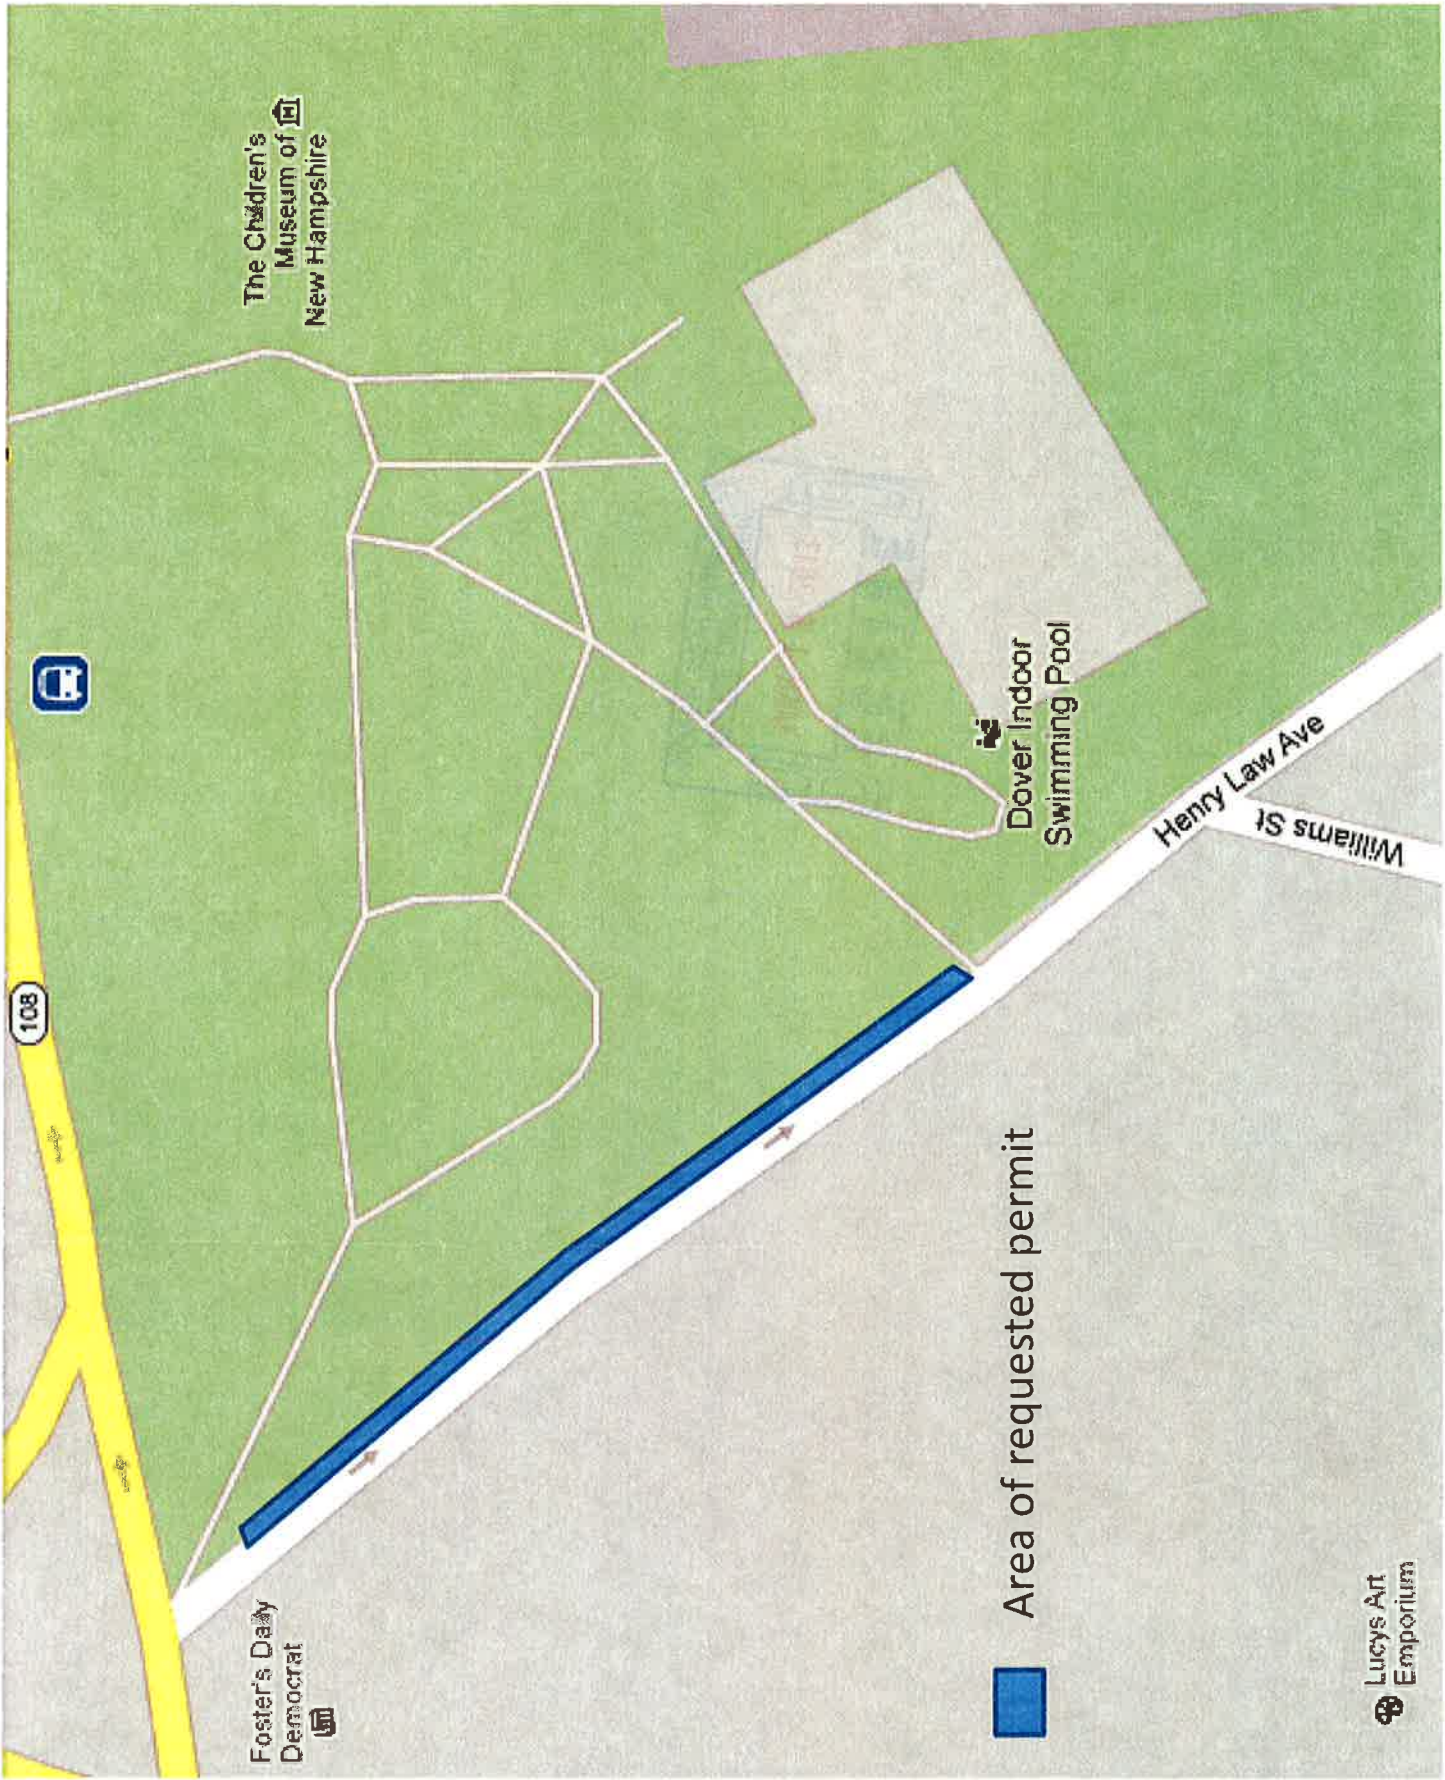 108
The Children's
Museum of
New Hampshire
Foster's Daily
Democrat
Dover Indoor
Swimming Pool
Henry Law Ave
Williams St
Area of requested permit
Lucys Art
Emporium